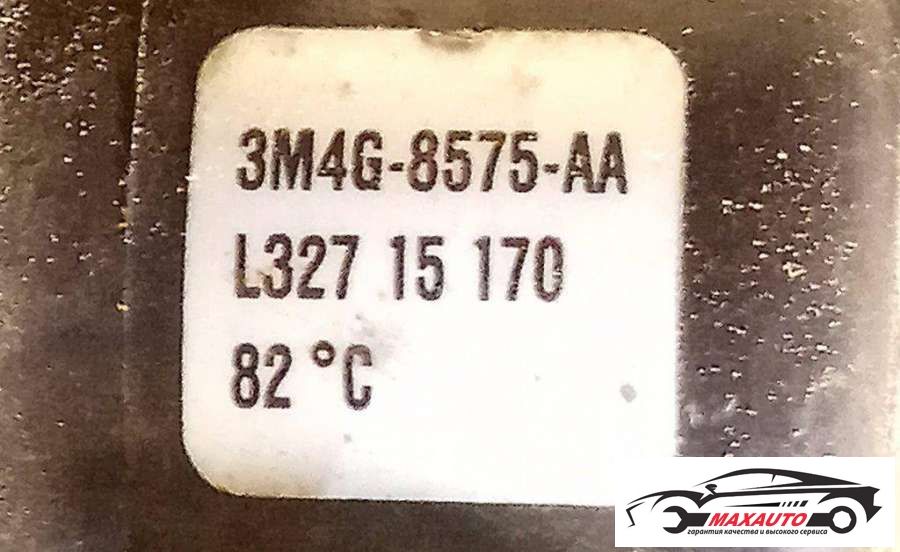 3M4G-8575-AA
L327 15 170
82 °C
MAXAUTO
гарантия качества и высокого сервиса